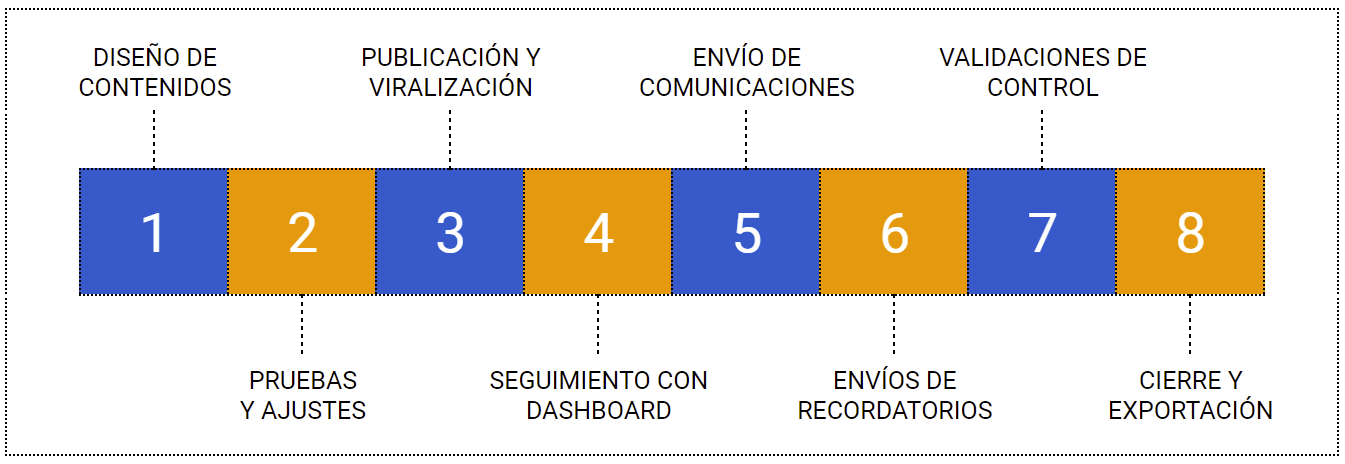 DISEÑO DE
CONTENIDOS
PUBLICACIÓN Y
VIRALIZACIÓN
ENVÍO DE
COMUNICACIONES
VALIDACIONES DE
CONTROL
1 2 3 4 5 6 7 8
PRUEBAS
Y AJUSTES
SEGUIMIENTO CON
DASHBOARD
ENVÍOS DE
RECORDATORIOS
CIERRE Y
EXPORTACIÓN